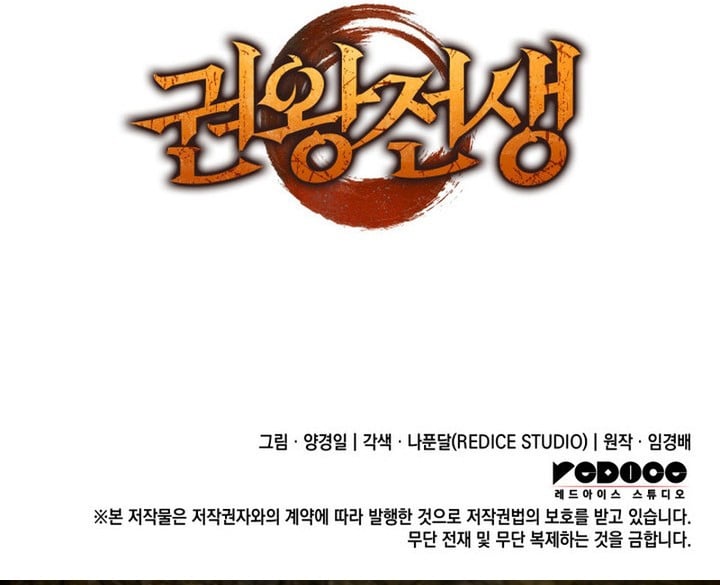 권왕전생
그림 · 양경일 | 각색 · 나푼달(REDICE STUDIO) | 원작 · 임경배
REDICE
레드아이스 스튜디오
※본 저작물은 저작권자와의 계약에 따라 발행한 것으로 저작권법의 보호를 받고 있습니다.
무단 전재 및 무단 복제하는 것을 금합니다.